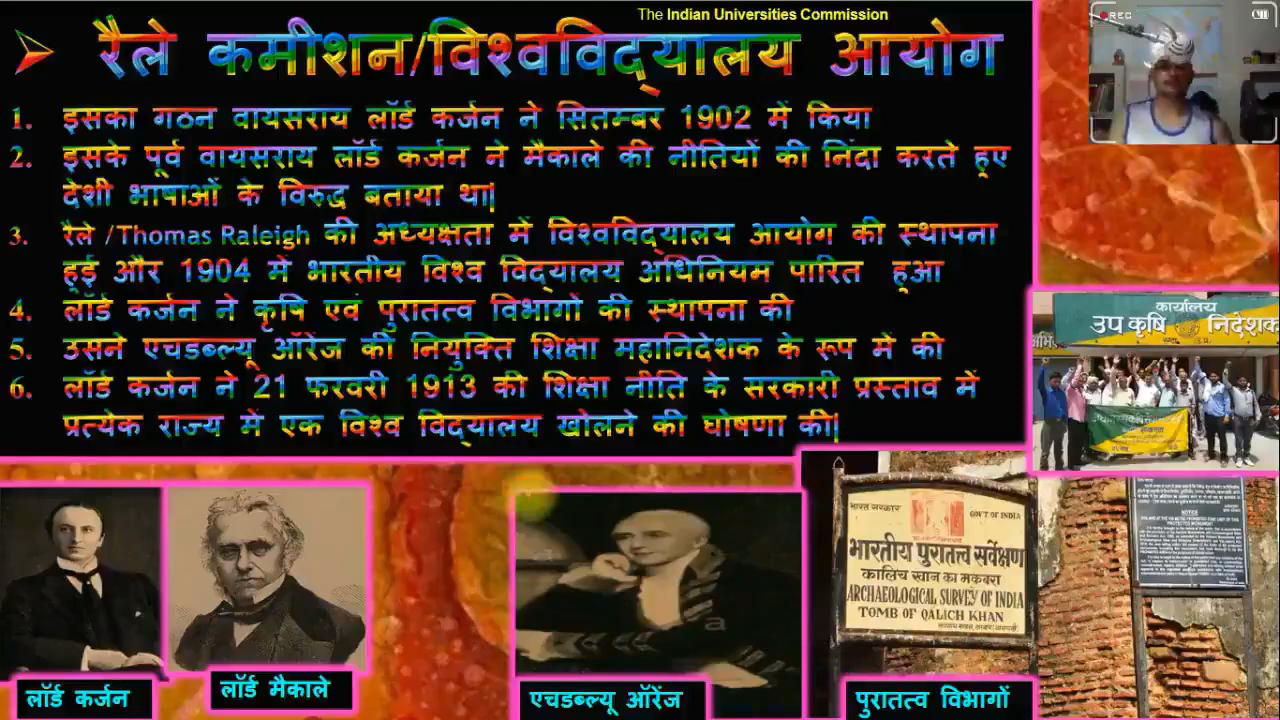 The Indian Universities Commission
रैले कमीशन/विश्वविद्यालय आयोग
1. इसका गठन वायसराय लॉर्ड कर्जन ने सितम्बर 1902 में किया
2. इसके पूर्व वायसराय लॉर्ड कर्जन ने मैकाले की नीतियों की निंदा करते हुए
देशी भाषाओं के विरुद्ध बताया था|
3. रैले /Thomas Raleigh की अध्यक्षता में विश्वविद्यालय आयोग की स्थापना
हुई और 1904 में भारतीय विश्व विद्यालय अधिनियम पारित हुआ
4. लॉर्ड कर्जन ने कृषि एवं पुरातत्व विभागों की स्थापना की
5. उसने एचडब्ल्यू ऑरेंज की नियुक्ति शिक्षा महानिदेशक के रूप में की
6. लॉर्ड कर्जन ने 21 फरवरी 1913 की शिक्षा नीति के सरकारी प्रस्ताव में
प्रत्येक राज्य में एक विश्व विद्यालय खोलने की घोषणा की|
REC
कार्यालय
उप कृषि निदेशक
भारत सरकार GOVT OF INDIA
भारतीय पुरातत्व सर्वेक्षण
कालिच खान का मकबरा
ARCHAEOLOGICAL SURVEY OF INDIA
TOMB OF QALICH KHAN
NOTICE
a
लॉर्ड कर्जन
लॉर्ड मैकाले
एचडब्ल्यू ऑरेंज
पुरातत्व विभागों